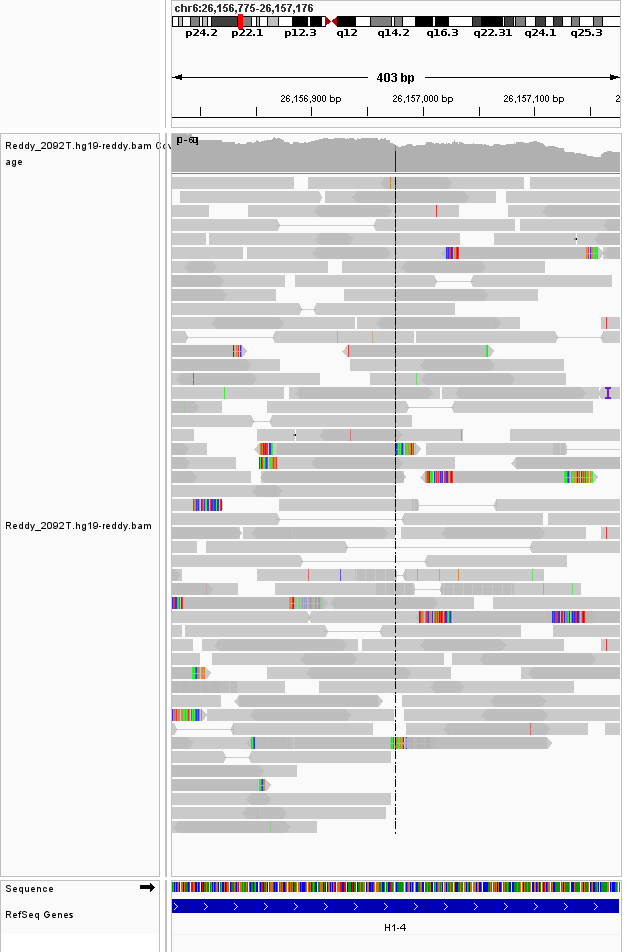 chr6:26,156,775-26,157,176
p24.2 p22.1 p12.3 q12 q14.2 q16.3 q22.31 q24.1 q25.3
403 bp
26,156,900 bp 26,157,000 bp 26,157,100 bp 2
Reddy_2092T.hg19-reddy.bam Cov
age
Reddy_2092T.hg19-reddy.bam
Sequence
RefSeq Genes
H1-4